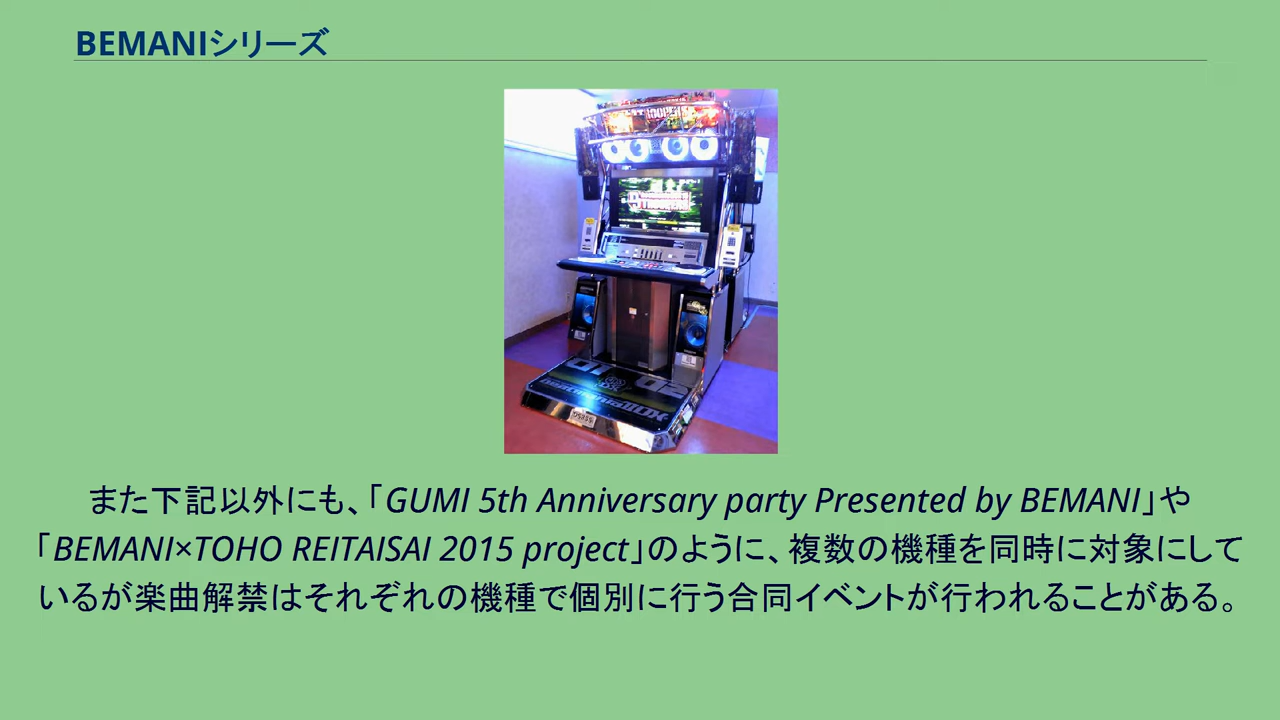 BEMANIシリーズ
また下記以外にも、「GUMI 5th Anniversary party Presented by BEMANI」や
「BEMANI×TOHO REITAISAI 2015 project」のように、複数の機種を同時に対象にして
いるが楽曲解禁はそれぞれの機種で個別に行う合同イベントが行われることがある。